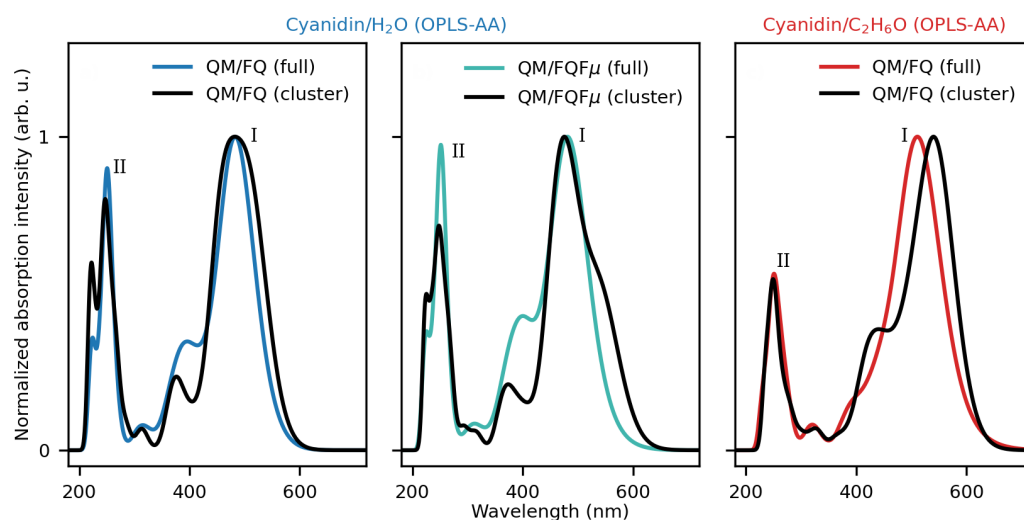 Cyanidin/H₂O (OPLS-AA)
Cyanidin/C₂H₆O (OPLS-AA)
Normalized absorption intensity (arb. u.)
QM/FQ (full)
QM/FQ (cluster)
I
II
1
0
200 400 600
QM/FQFμ (full)
QM/FQFμ (cluster)
I
II
200 400 600
QM/FQ (full)
QM/FQ (cluster)
I
II
200 400 600
Wavelength (nm)